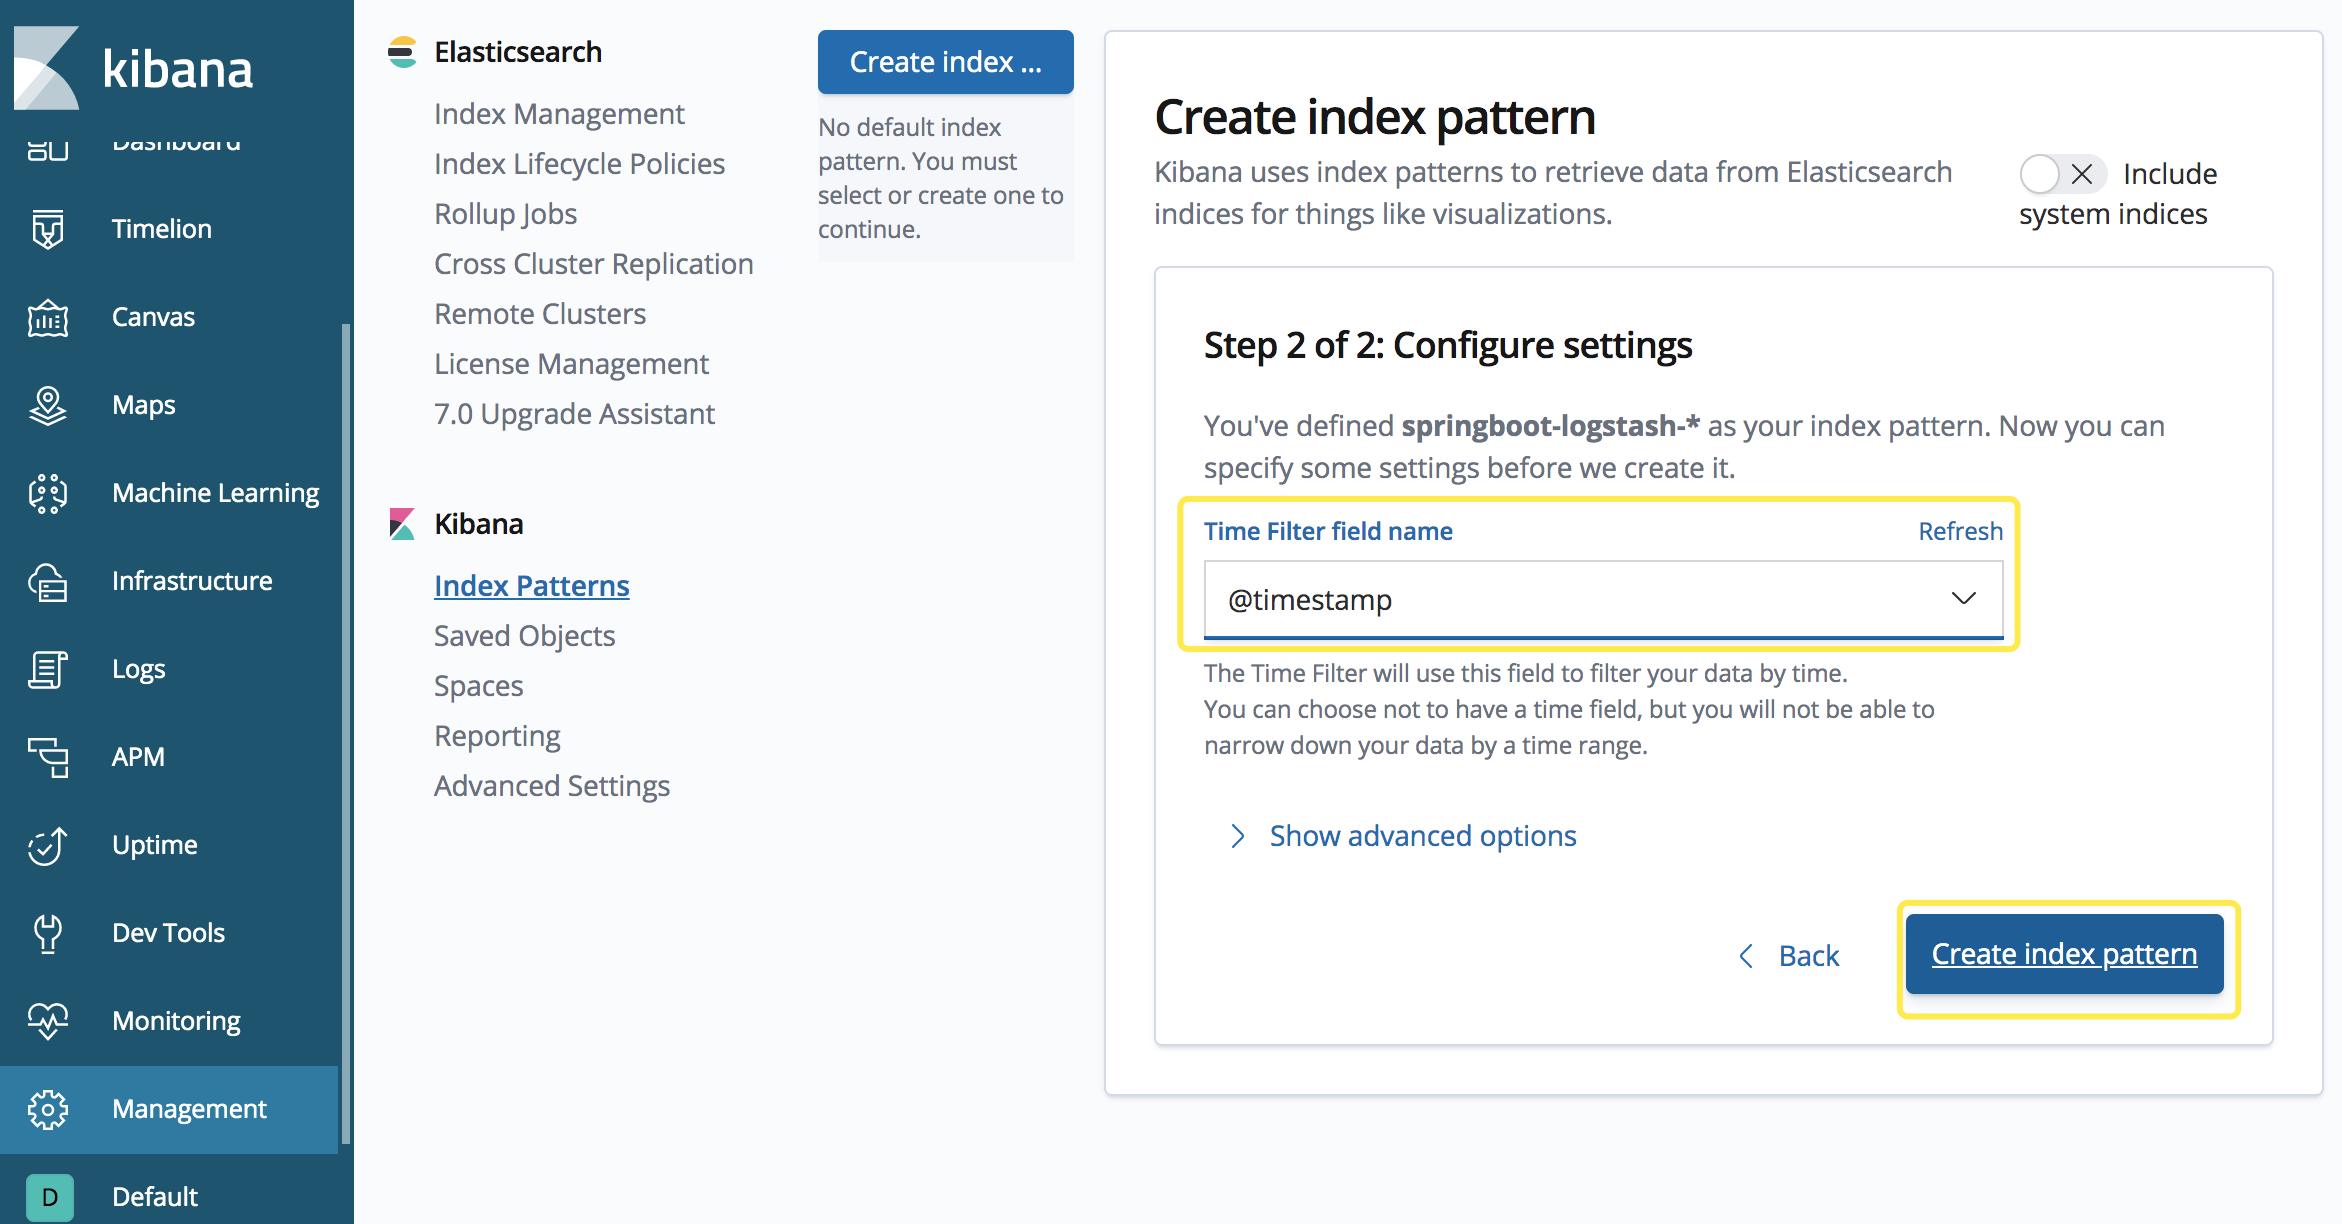 kibana
Dashboard
Timelion
Canvas
Maps
Machine Learning
Infrastructure
Logs
APM
Uptime
Dev Tools
Monitoring
Management
D Default
Elasticsearch
Index Management
Index Lifecycle Policies
Rollup Jobs
Cross Cluster Replication
Remote Clusters
License Management
7.0 Upgrade Assistant
Kibana
Index Patterns
Saved Objects
Spaces
Reporting
Advanced Settings
Create index ...
No default index
pattern. You must
select or create one to
continue.
Create index pattern
Kibana uses index patterns to retrieve data from Elasticsearch
indices for things like visualizations.
Include
system indices
Step 2 of 2: Configure settings
You've defined springboot-logstash-* as your index pattern. Now you can
specify some settings before we create it.
Time Filter field name
Refresh
@timestamp
The Time Filter will use this field to filter your data by time.
You can choose not to have a time field, but you will not be able to
narrow down your data by a time range.
Show advanced options
Back
Create index pattern